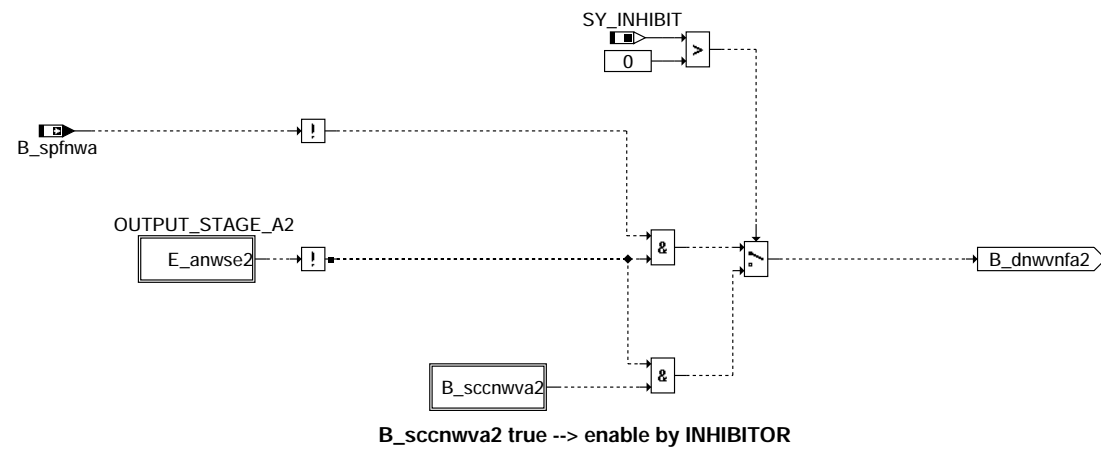 SY_INHIBIT
>
0
!
B_spfnwa
OUTPUT_STAGE_A2
E_anwse2
!
&
B_dnwvnfa2
&
B_sccnwva2
B_sccnwva2 true --> enable by INHIBITOR